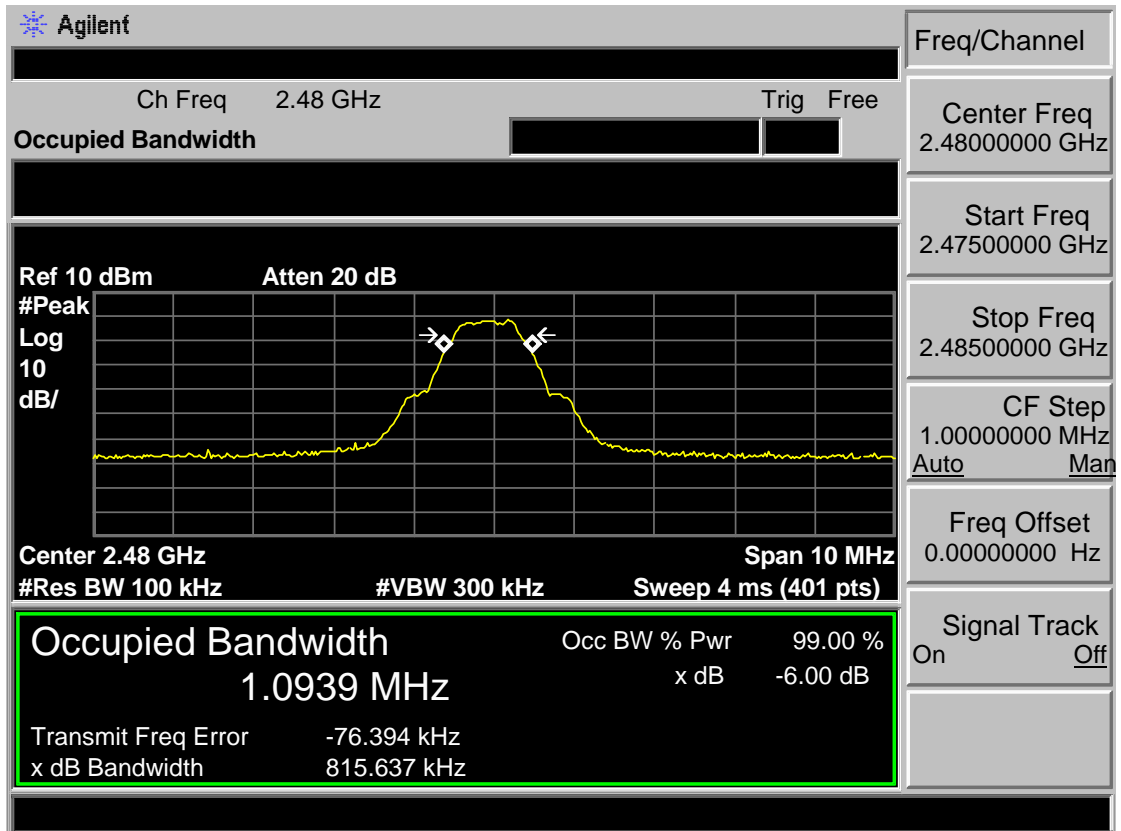 Agilent
Freq/Channel
Ch Freq 2.48 GHz Trig Free
Occupied Bandwidth
Center Freq
2.48000000 GHz
Start Freq
2.47500000 GHz
Stop Freq
2.48500000 GHz
CF Step
1.00000000 MHz
Auto Man
Freq Offset
0.00000000 Hz
Signal Track
On Off
Ref 10 dBm Atten 20 dB
#Peak
Log
10
dB/
Center 2.48 GHz Span 10 MHz
#Res BW 100 kHz #VBW 300 kHz Sweep 4 ms (401 pts)
Occupied Bandwidth Occ BW % Pwr 99.00 %
1.0939 MHz x dB -6.00 dB
Transmit Freq Error -76.394 kHz
x dB Bandwidth 815.637 kHz